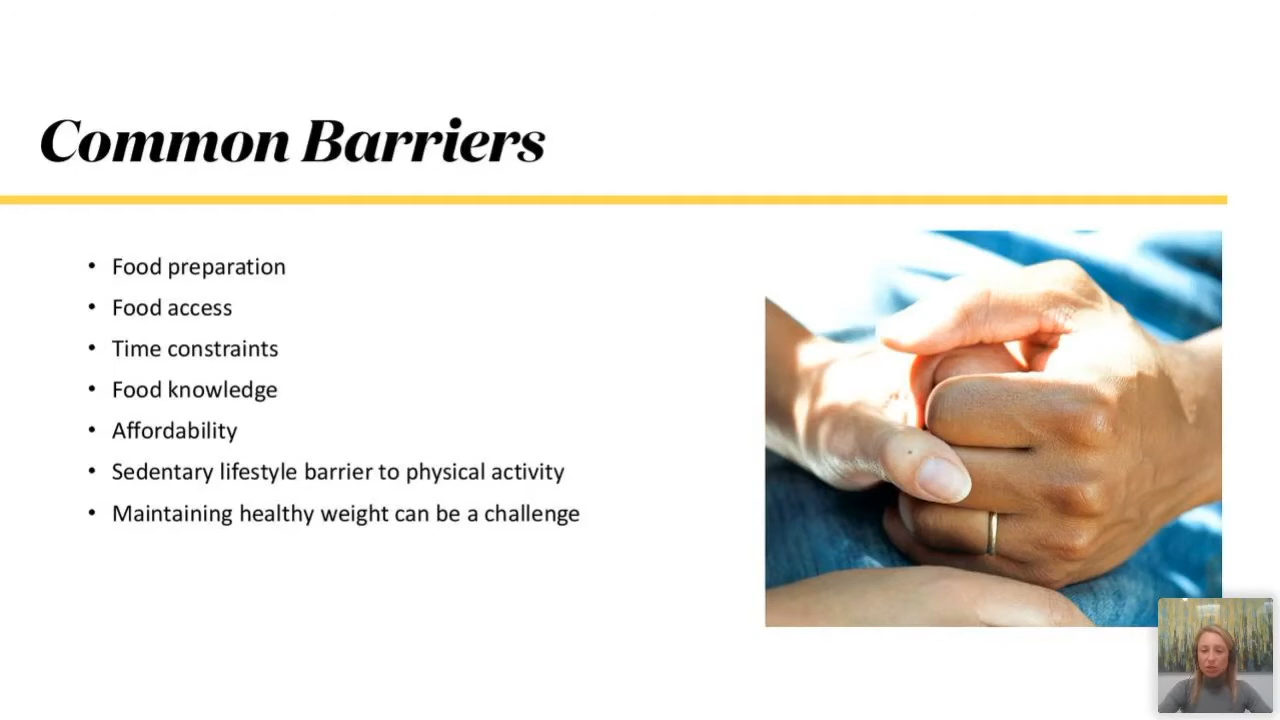 Common Barriers
• Food preparation
• Food access
• Time constraints
• Food knowledge
• Affordability
• Sedentary lifestyle barrier to physical activity
• Maintaining healthy weight can be a challenge